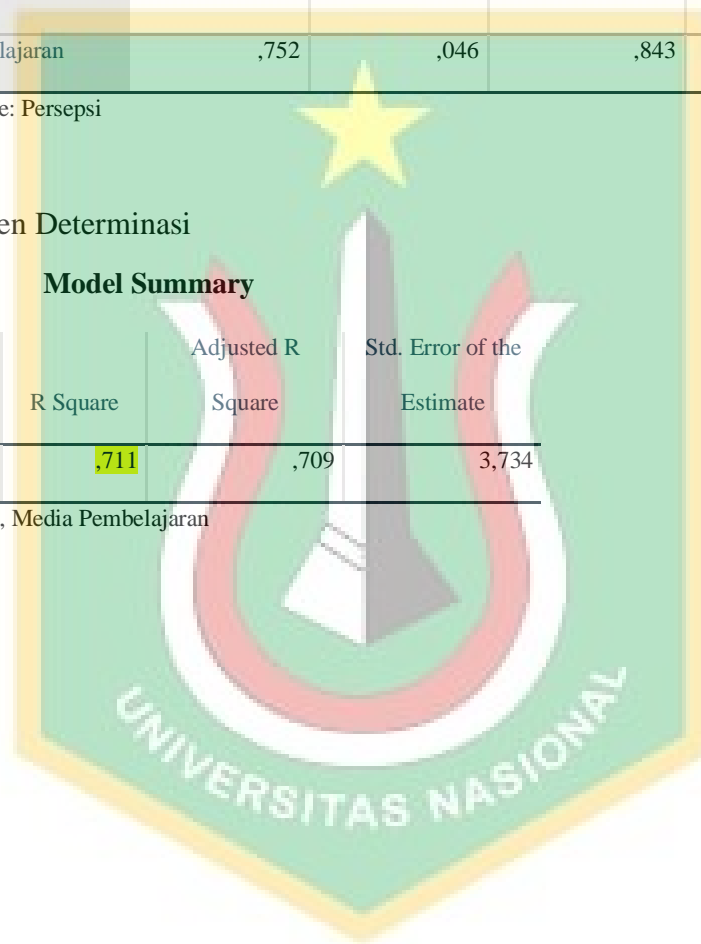 lajaran ,752 ,046 ,843
e: Persepsi
en Determinasi
Model Summary
R Square Adjusted R Square Std. Error of the Estimate
,711 ,709 3,734
, Media Pembelajaran
UNIVERSITAS NASIONAL